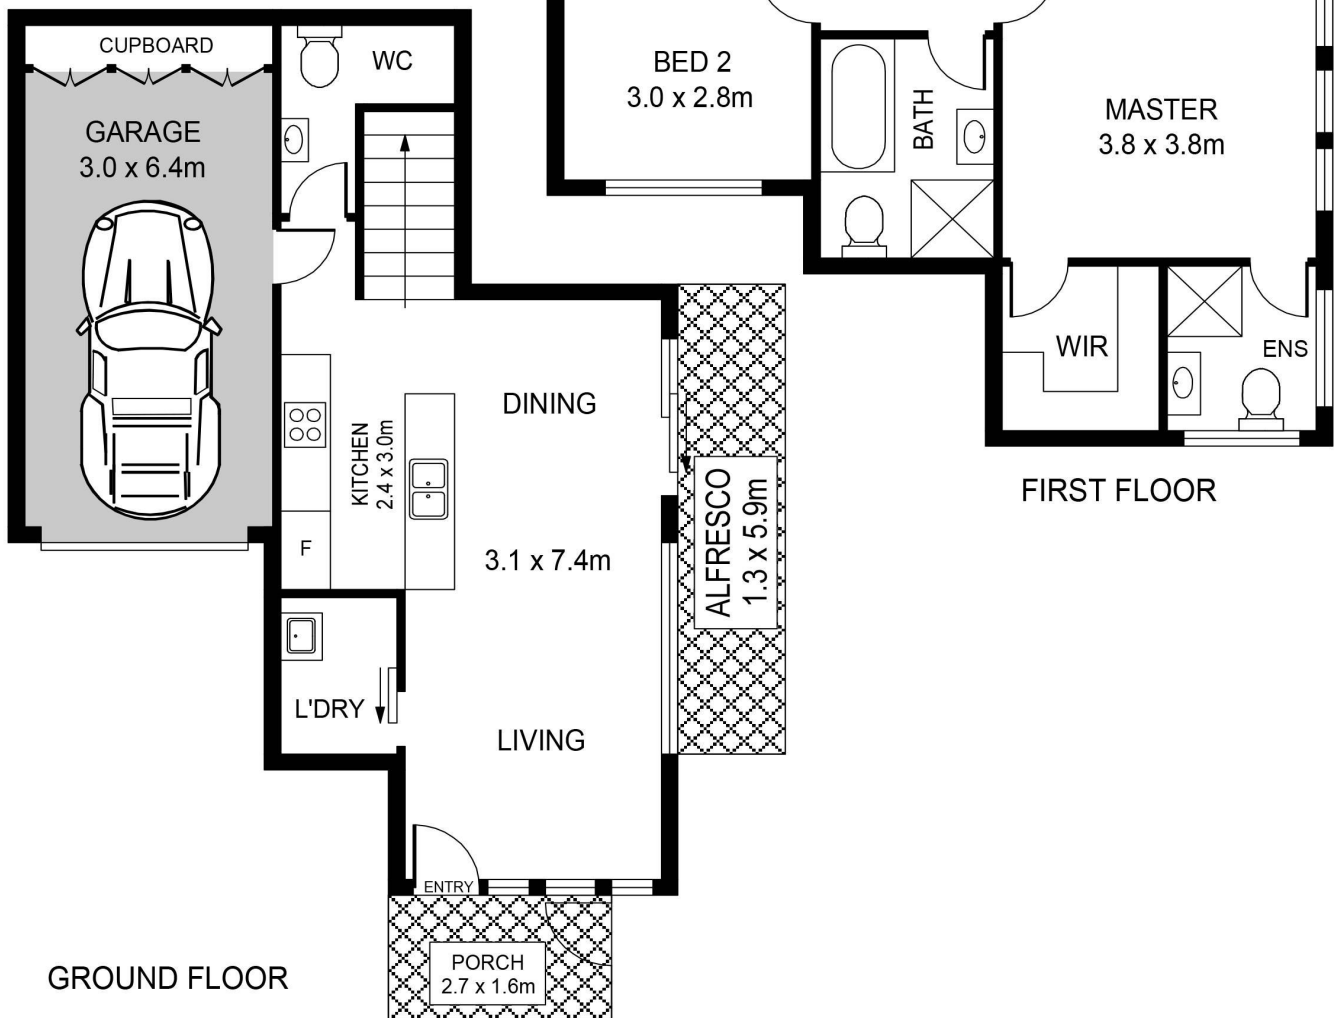 CUPBOARD
WC
GARAGE
3.0 x 6.4m
KITCHEN
2.4 x 3.0m
F
DINING
3.1 x 7.4m
ALFRESCO
1.3 x 5.9m
L'DRY
LIVING
ENTRY
PORCH
2.7 x 1.6m
GROUND FLOOR
BED 2
3.0 x 2.8m
BATH
MASTER
3.8 x 3.8m
WIR
ENS
FIRST FLOOR